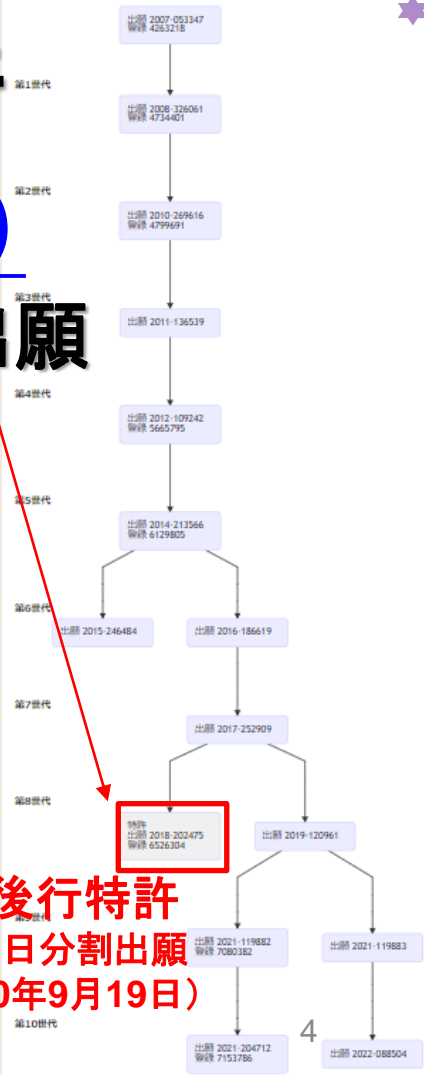 出願 2007-053347
登録 4263218
第1世代
出願 2008-326061
登録 4734401
第2世代
出願 2010-269616
登録 4799691
第3世代
出願 2011-136539
出願
第4世代
出願 2012-109242
登録 5665795
第5世代
出願 2014-213566
登録 6129805
第6世代
出願 2015-246484
出願 2016-186619
第7世代
出願 2017-252909
第8世代
特許
出願 2018-202475
登録 6526304
出願 2019-120961
後行特許
第9世代
出願 2021-119882
登録 7080382
出願 2021-119883
日分割出願
0年9月19日）
第10世代
4
出願 2021-204712
登録 7153786
出願 2022-088504